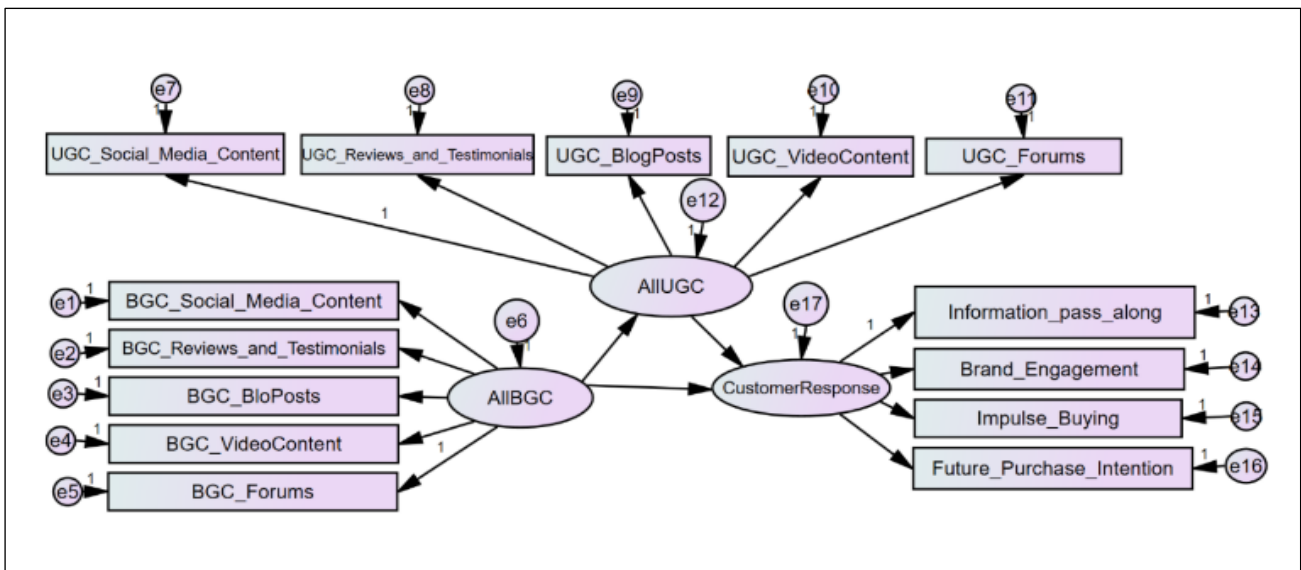 e7
1
e8
1
e9
1
e10
1
e11
1
UGC_Social_Media_Content
UGC_Reviews_and_Testimonials
UGC_BlogPosts
UGC_VideoContent
UGC_Forums
1
e12
1
AllUGC
e1
1
BGC_Social_Media_Content
e2
1
BGC_Reviews_and_Testimonials
e3
1
BGC_BloPosts
e4
1
BGC_VideoContent
e5
1
BGC_Forums
1
e6
1
AllBGC
e17
1
CustomerResponse
1
Information_pass_along
1
e13
Brand_Engagement
1
e14
Impulse_Buying
1
e15
Future_Purchase_Intention
1
e16